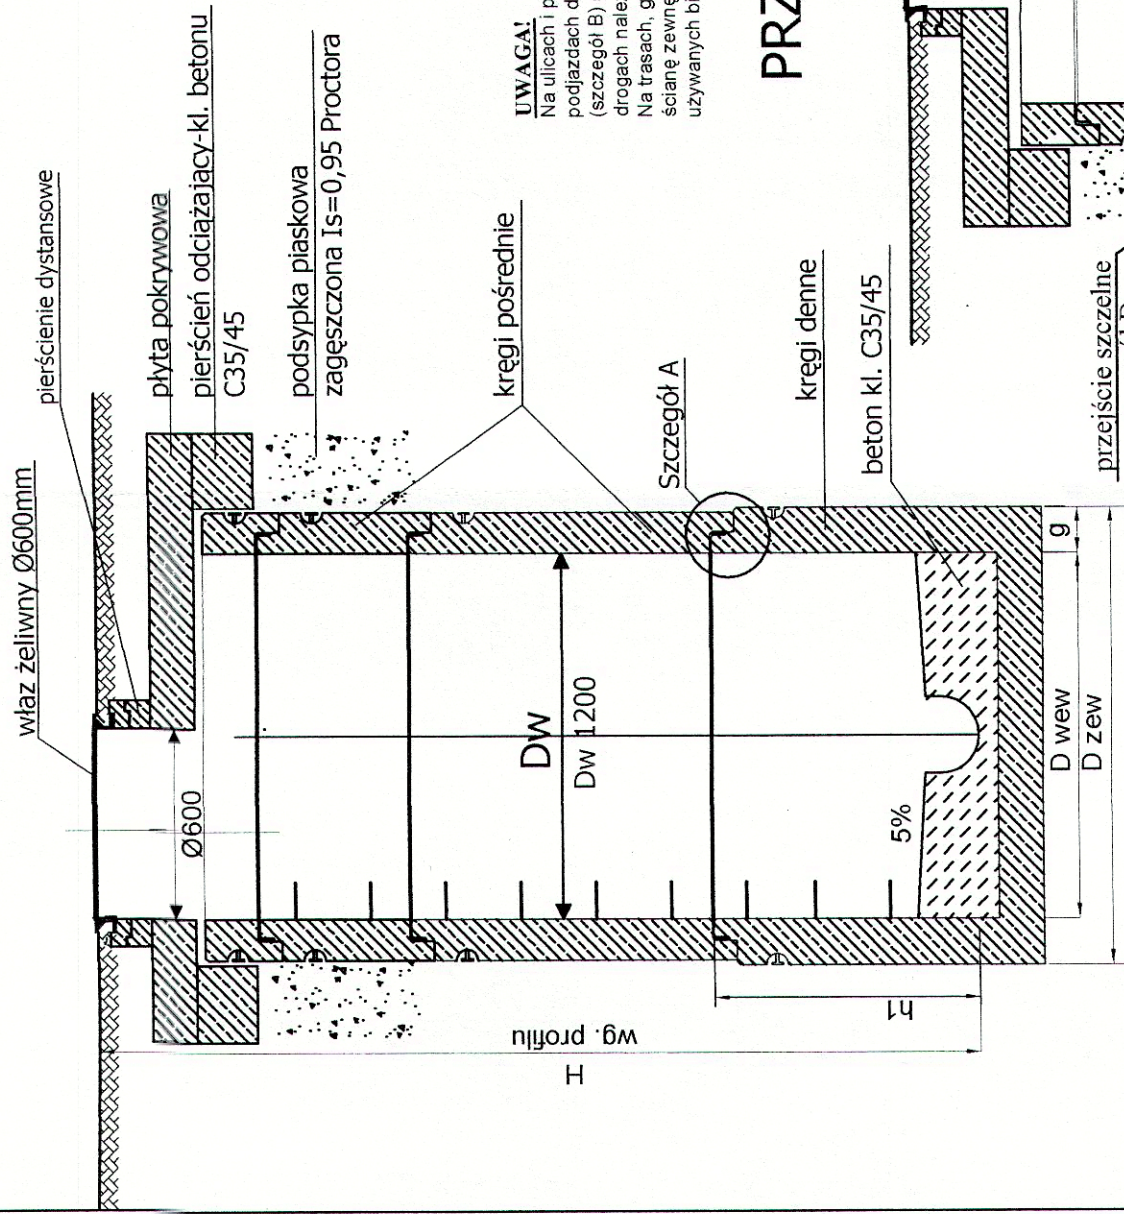 właz żeliwny Ø600mm
pierścienie dystansowe
płyta pokrywowa
pierścień odciążający-kl. betonu
C35/45
podsypka piaskowa
zagęszczona Is=0,95 Proctora
kręgi pośrednie
Szczegół A
kręgi denne
beton kl. C35/45
Ø600
Dw
Dw 1200
5%
D wew
D zew
g
h1
wg. profilu
H
UWAGA!
Na ulicach i p
podjazdach d
(szczegół B)
drogach nale
Na trasach, g
ścianę zewnę
używanych bi
PRZ
przejście szczelne